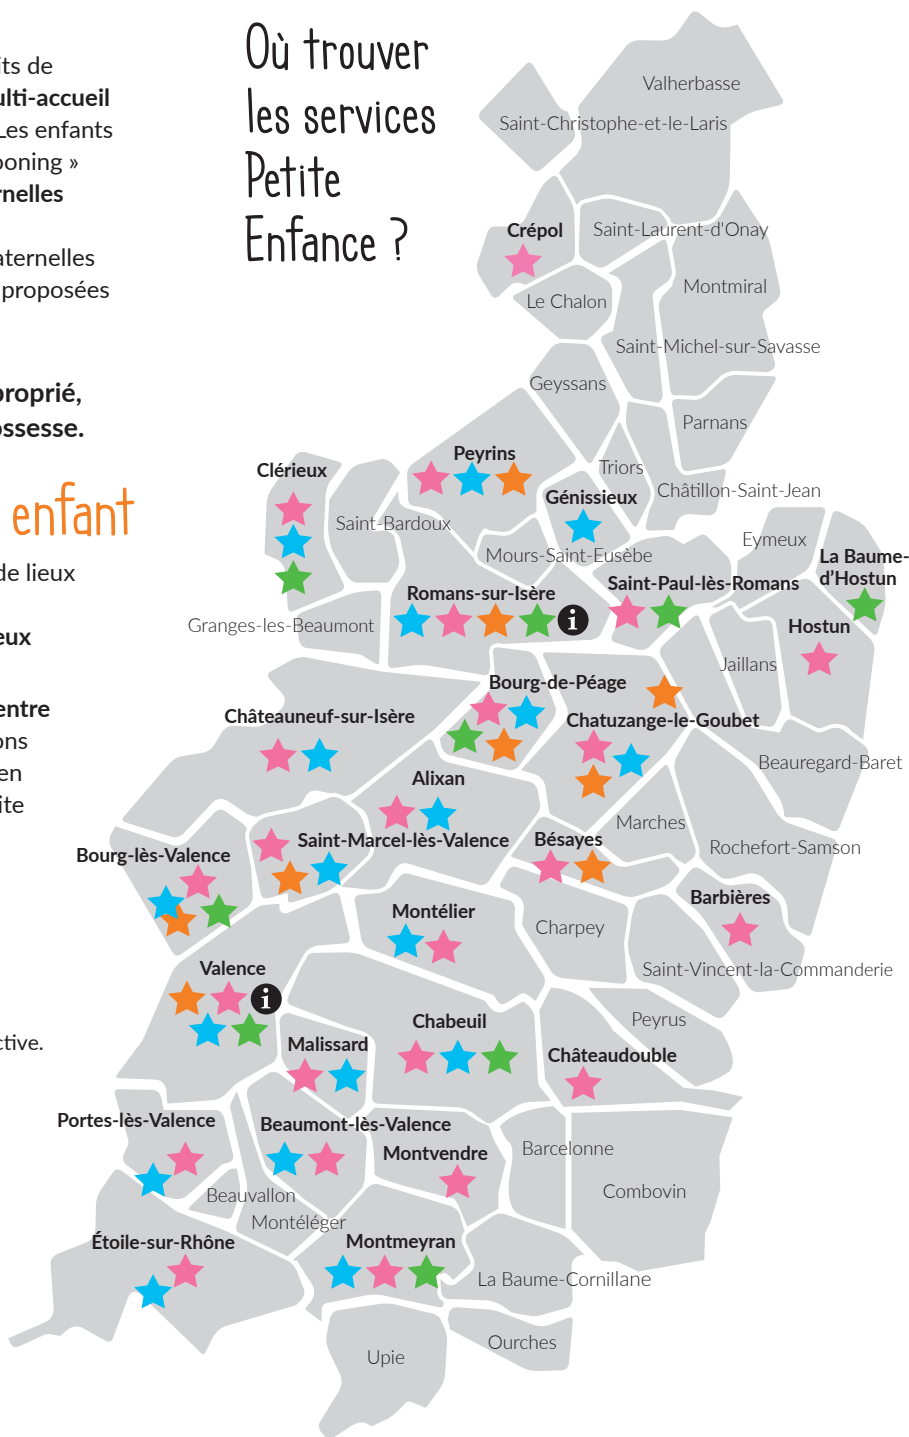 its de
ulti-accueil
Les enfants
ooning »
rnelles
aternelles
proposées
proprié,
ossesse.
enfant
de lieux
eux
entre
ons
en
ite
ctive.
Où trouver
les services
Petite
Enfance ?
Valherbasse
Saint-Christophe-et-le-Laris
Crépol
Saint-Laurent-d'Onay
Montmiral
Le Chalon
Saint-Michel-sur-Savasse
Geyssans
Parnans
Peyrins
Clérieux
Triors
Châtillon-Saint-Jean
Génissieux
Saint-Bardoux
Eymeux
Mours-Saint-Eusèbe
La Baume-
d'Hostun
Romans-sur-Isère
i
Saint-Paul-lès-Romans
Granges-les-Beaumont
Hostun
Jaillans
Bourg-de-Péage
Châteauneuf-sur-Isère
Chatuzange-le-Goubet
Beauregard-Baret
Alixan
Marches
Saint-Marcel-lès-Valence
Bésayes
Rochefort-Samson
Bourg-lès-Valence
Barbières
Montélier
Charpey
Valence
i
Saint-Vincent-la-Commanderie
Chabeuil
Peyrus
Malissard
Châteaudouble
Portes-lès-Valence
Beaumont-lès-Valence
Montvendre
Barcelonne
Combovin
Beauvallon
Montéléger
Étoile-sur-Rhône
Montmeyran
La Baume-Cornillane
Ourches
Upie